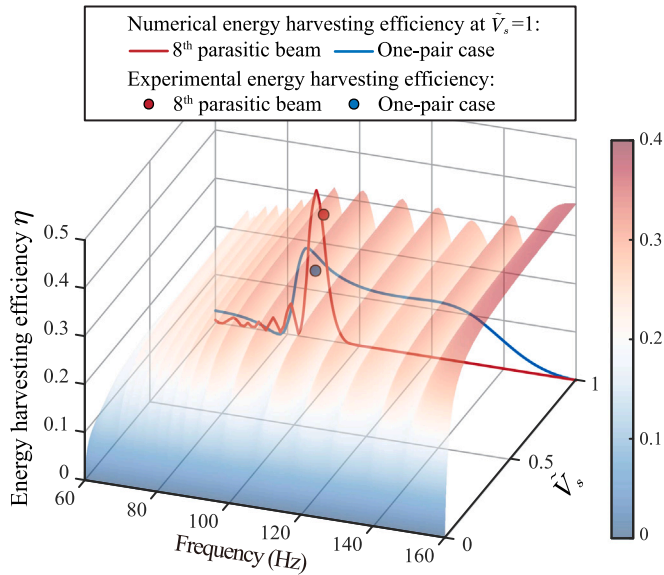 Numerical energy harvesting efficiency at Ṽs=1:
8th parasitic beam One-pair case
Experimental energy harvesting efficiency:
8th parasitic beam One-pair case
Energy harvesting efficiency η
0.5
0.4
0.3
0.2
0.1
0
60
80
100
120
140
160
Frequency (Hz)
0
0.5
1
Ṽs
0.4
0.3
0.2
0.1
0